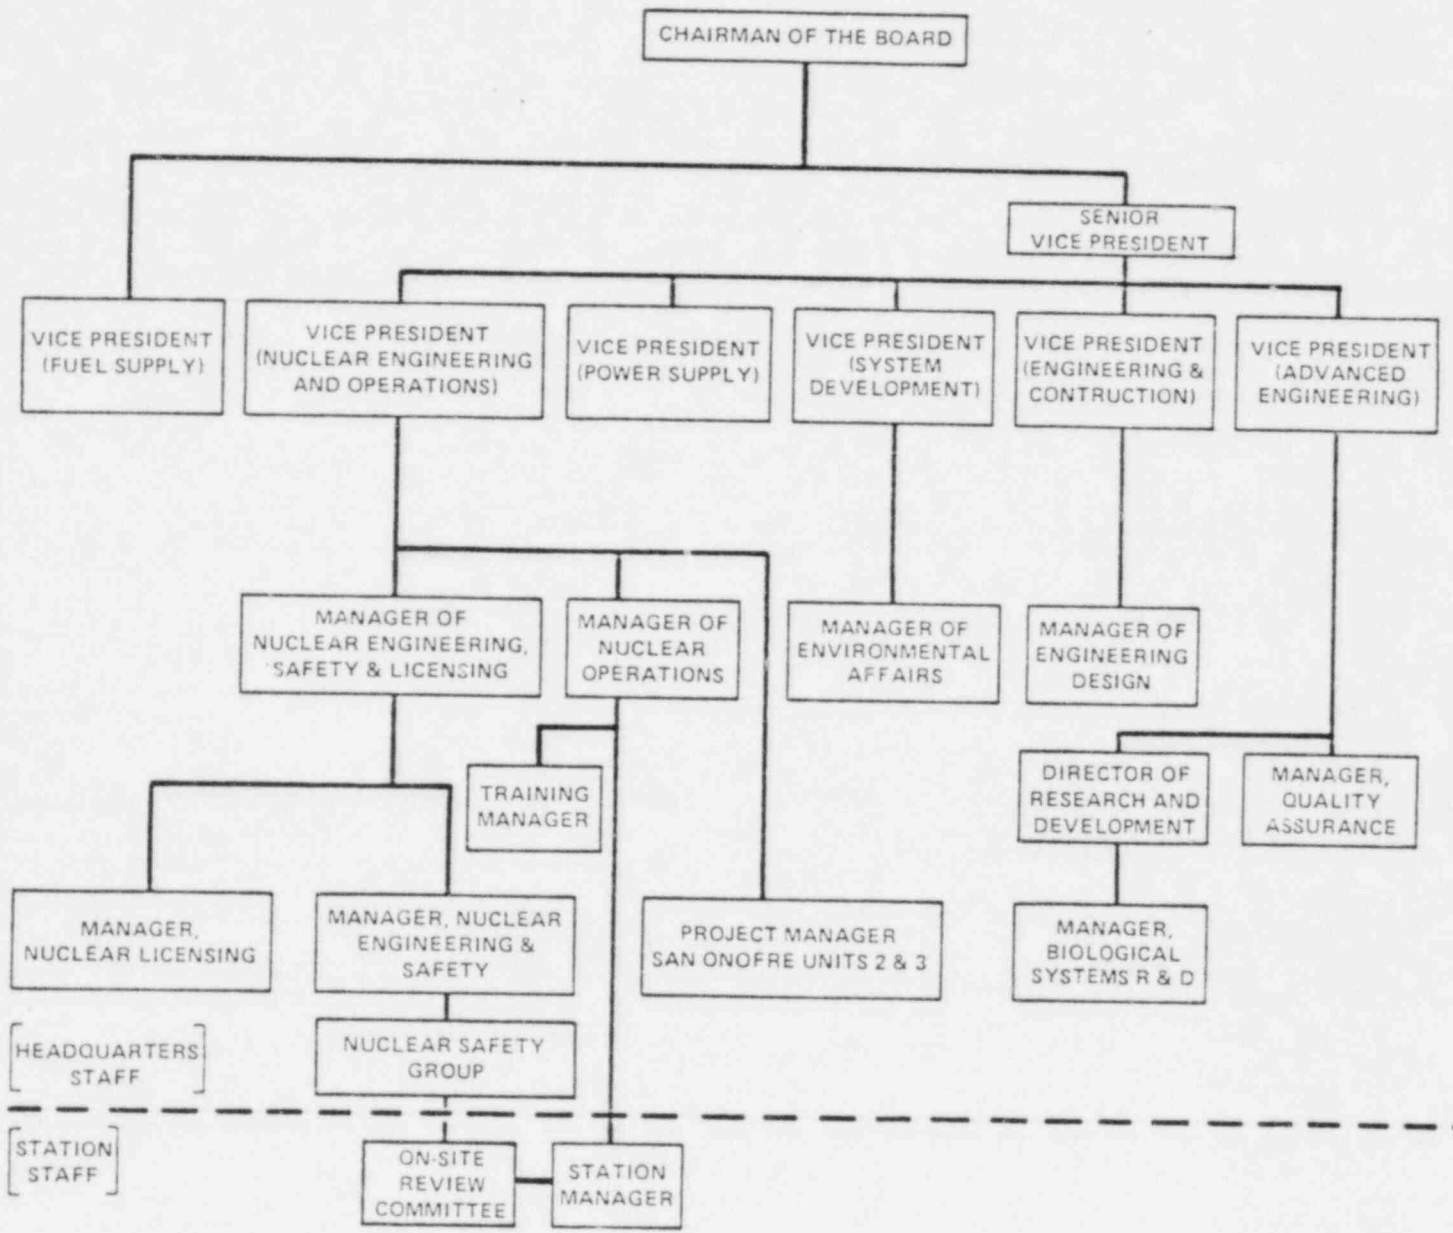 CHAIRMAN OF THE BOARD
SENIOR
VICE PRESIDENT
VICE PRESIDENT
(FUEL SUPPLY)
VICE PRESIDENT
(NUCLEAR ENGINEERING
AND OPERATIONS)
VICE PRESIDENT
(POWER SUPPLY)
VICE PRESIDENT
(SYSTEM
DEVELOPMENT)
VICE PRESIDENT
(ENGINEERING &
CONTRUCTION)
VICE PRESIDENT
(ADVANCED
ENGINEERING)
MANAGER OF
NUCLEAR ENGINEERING,
SAFETY & LICENSING
MANAGER OF
NUCLEAR
OPERATIONS
MANAGER OF
ENVIRONMENTAL
AFFAIRS
MANAGER OF
ENGINEERING
DESIGN
TRAINING
MANAGER
DIRECTOR OF
RESEARCH AND
DEVELOPMENT
MANAGER,
QUALITY
ASSURANCE
MANAGER,
NUCLEAR LICENSING
MANAGER, NUCLEAR
ENGINEERING &
SAFETY
PROJECT MANAGER
SAN ONOFRE UNITS 2 & 3
MANAGER,
BIOLOGICAL
SYSTEMS R & D
HEADQUARTERS
STAFF
NUCLEAR SAFETY
GROUP
STATION
STAFF
ON-SITE
REVIEW
COMMITTEE
STATION
MANAGER